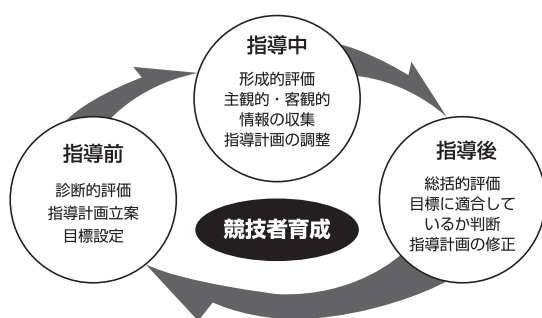 指導中
形成的評価
主観的・客観的
情報の収集
指導計画の調整
指導前
診断的評価
指導計画立案
目標設定
指導後
総括的評価
目標に適合して
いるか判断
指導計画の修正
競技者育成